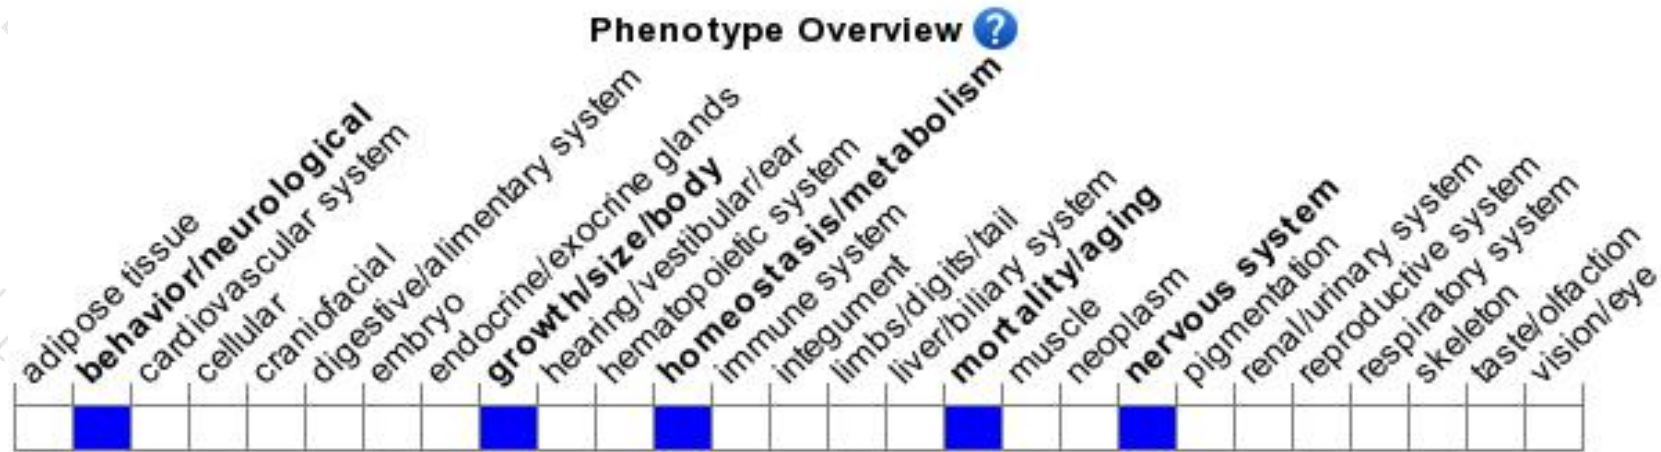 Phenotype Overview ?
adipose tissue
behavior/neurological
cardiovascular system
cellular
craniofacial
digestive/alimentary system
embryo
endocrine/exocrine glands
growth/size/body
hearing/vestibular/ear
hematopoietic system
homeostasis/metabolism
immune system
integument
limbs/digits/tail
liver/biliary system
mortality/aging
muscle
neoplasm
nervous system
pigmentation
renal/urinary system
reproductive system
respiratory system
skeleton
taste/olfaction
vision/eye